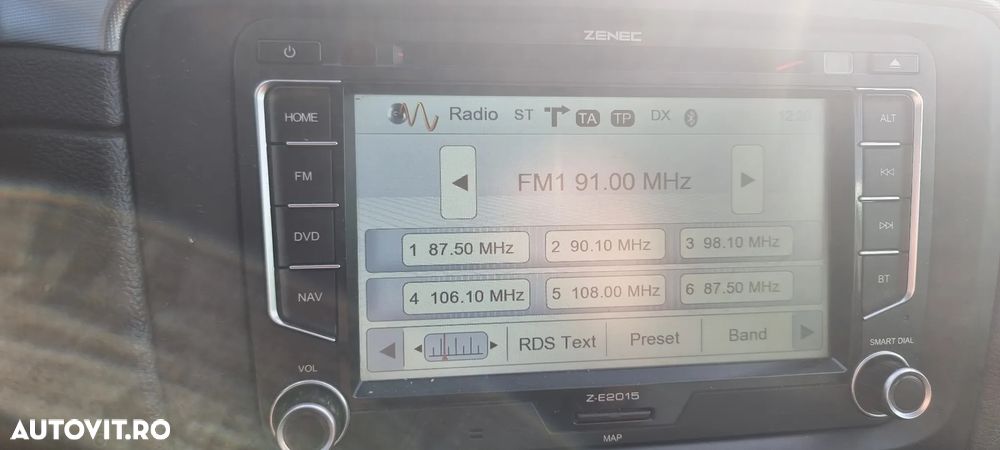 ZENEC
HOME
FM
DVD
NAV
VOL
Radio ST TA TP DX
FM1 91.00 MHz
1 87.50 MHz 2 90.10 MHz 3 98.10 MHz
4 106.10 MHz 5 108.00 MHz 6 87.50 MHz
RDS Text Preset Band
ALT
BT
SMART DIAL
Z-E2015
MAP
AUTOVIT.RO